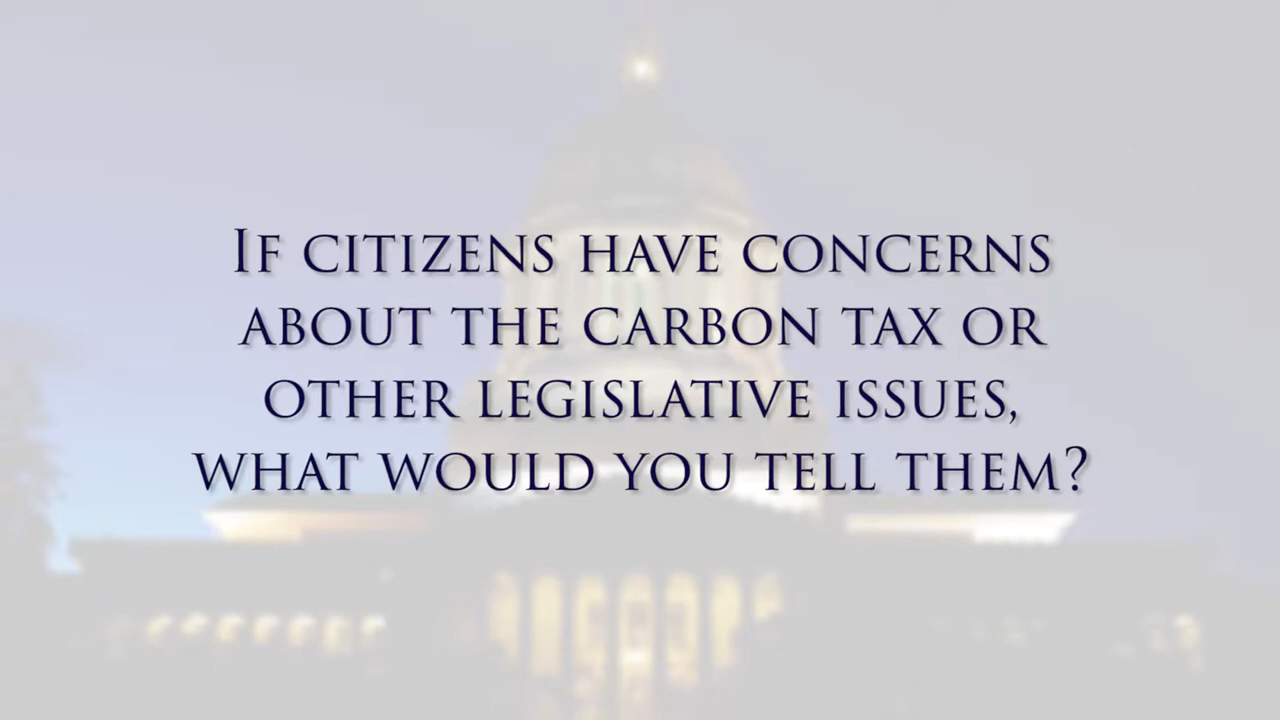 If citizens have concerns
about the carbon tax or
other legislative issues,
what would you tell them?